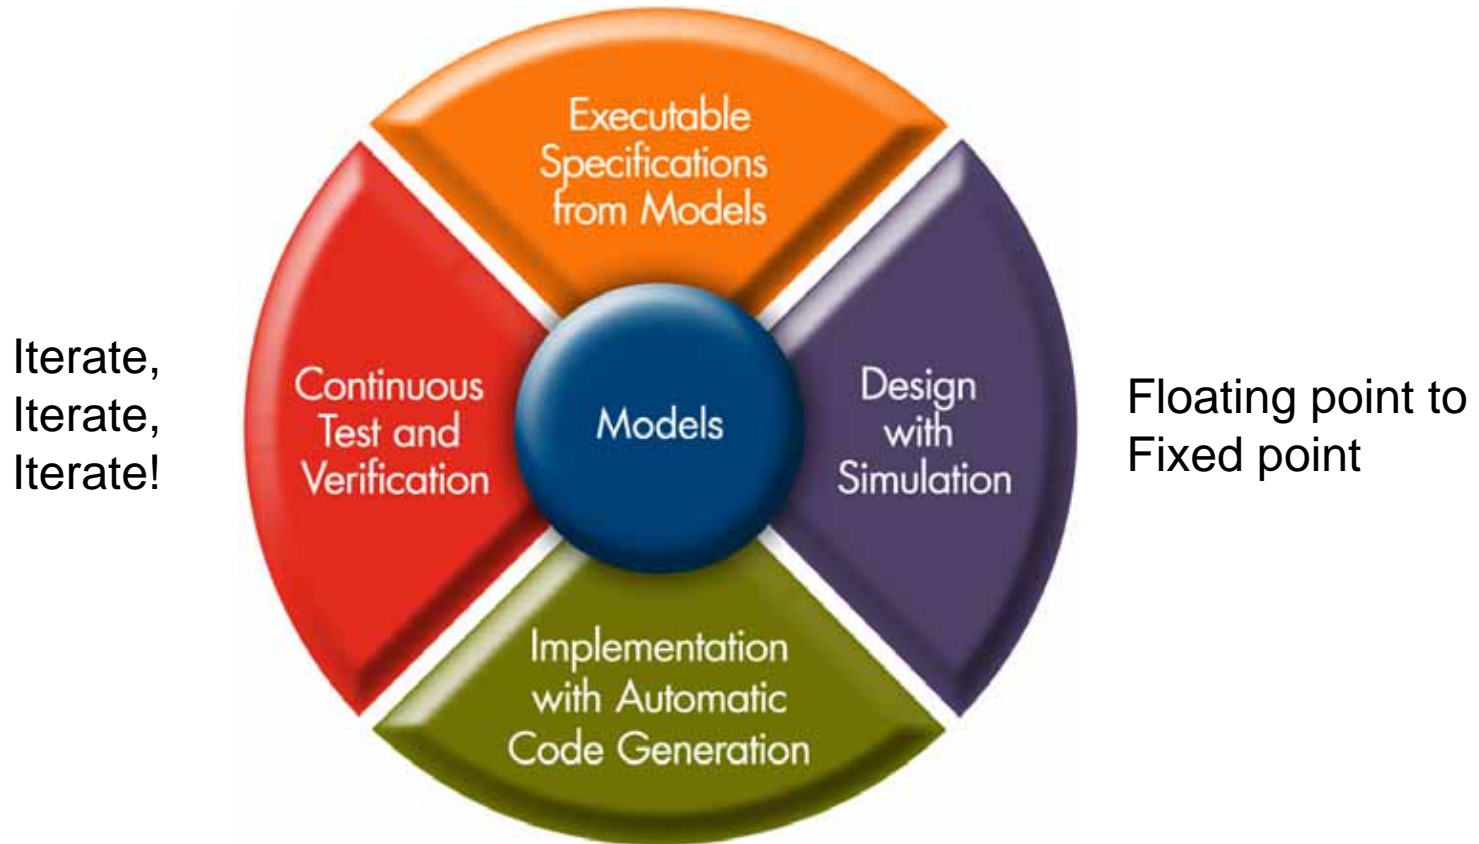 Executable
Specifications
from Models
Iterate,
Iterate,
Iterate!
Continuous
Test and
Verification
Models
Design
with
Simulation
Floating point to
Fixed point
Implementation
with Automatic
Code Generation